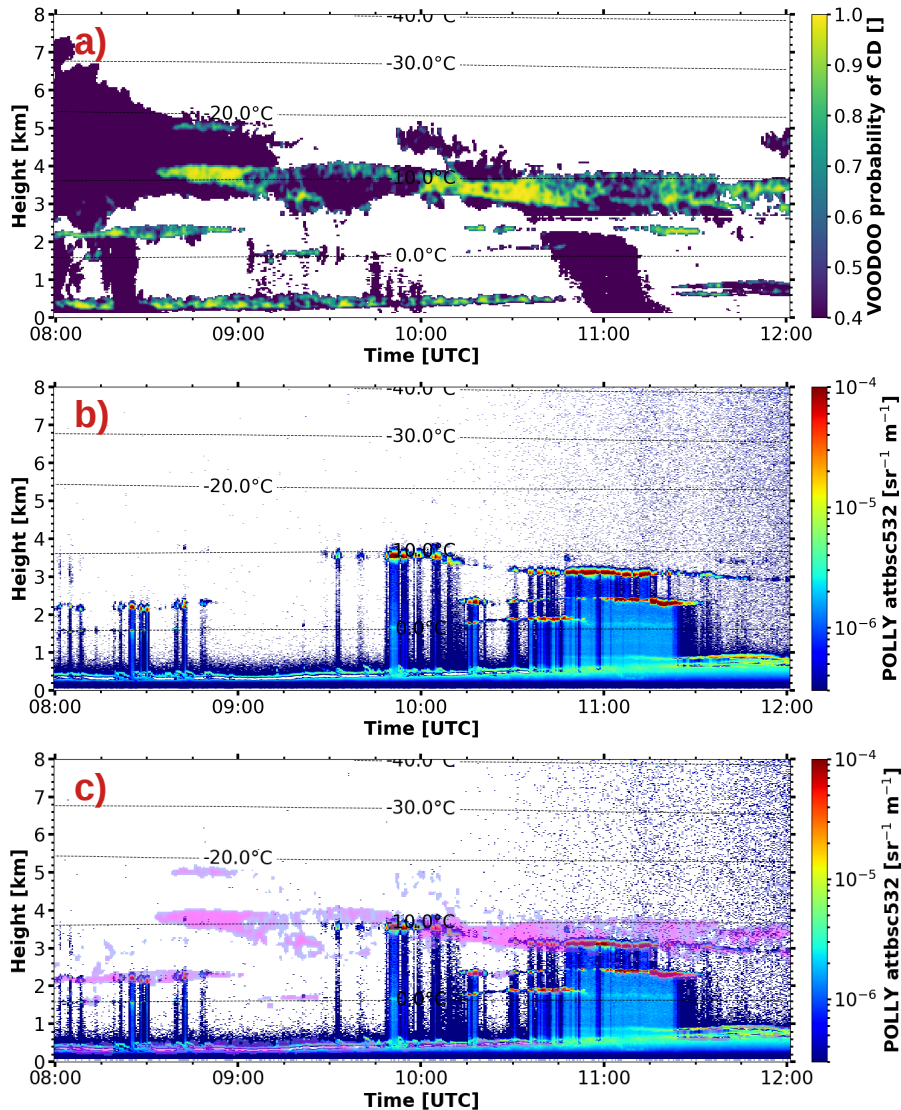 a)
8
7
6
5
4
3
2
1
0
Height [km]
-40.0°C
-30.0°C
-20.0°C
-10.0°C
0.0°C
08:00 09:00 10:00 11:00 12:00
Time [UTC]
1.0
0.9
0.8
0.7
0.6
0.5
0.4
VOODOO probability of CD []
b)
8
7
6
5
4
3
2
1
0
Height [km]
-40.0°C
-30.0°C
-20.0°C
-10.0°C
0.0°C
08:00 09:00 10:00 11:00 12:00
Time [UTC]
10⁻⁴
10⁻⁵
10⁻⁶
POLLY attbsc532 [sr⁻¹ m⁻¹]
c)
8
7
6
5
4
3
2
1
0
Height [km]
-40.0°C
-30.0°C
-20.0°C
-10.0°C
0.0°C
08:00 09:00 10:00 11:00 12:00
Time [UTC]
10⁻⁴
10⁻⁵
10⁻⁶
POLLY attbsc532 [sr⁻¹ m⁻¹]